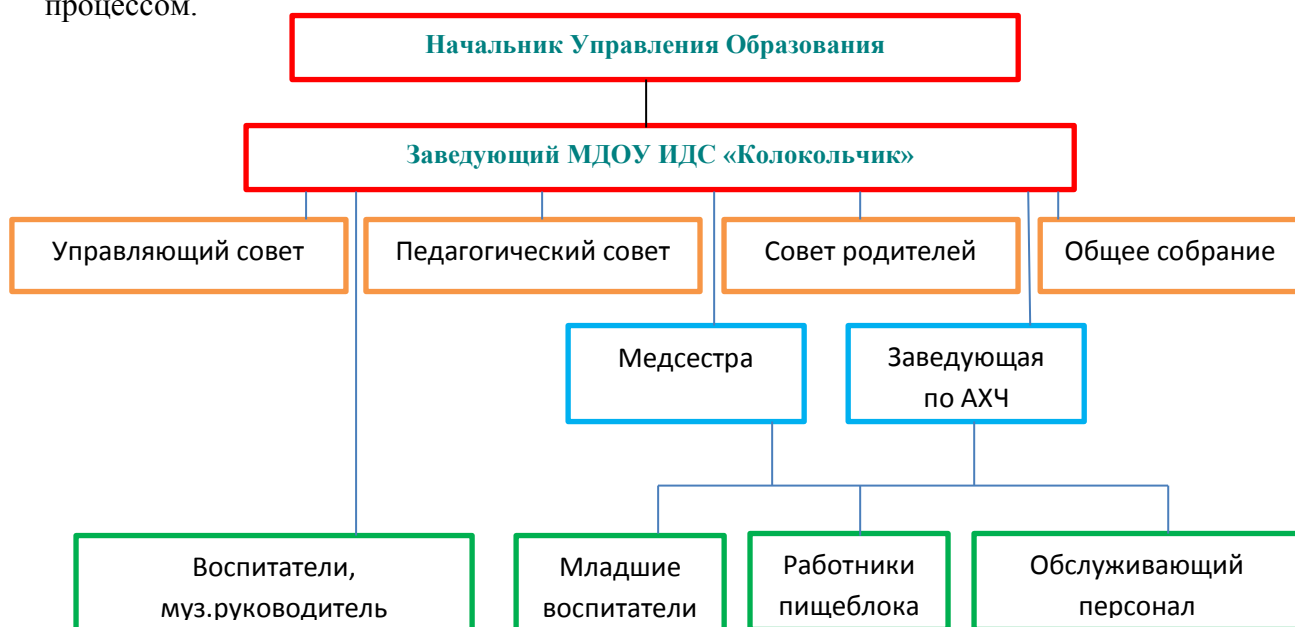 процессом.
Начальник Управления Образования
Заведующий МДОУ ИДС «Колокольчик»
Управляющий совет
Педагогический совет
Совет родителей
Общее собрание
Медсестра
Заведующая
по АХЧ
Воспитатели,
муз.руководитель
Младшие
воспитатели
Работники
пищеблока
Обслуживающий
персонал